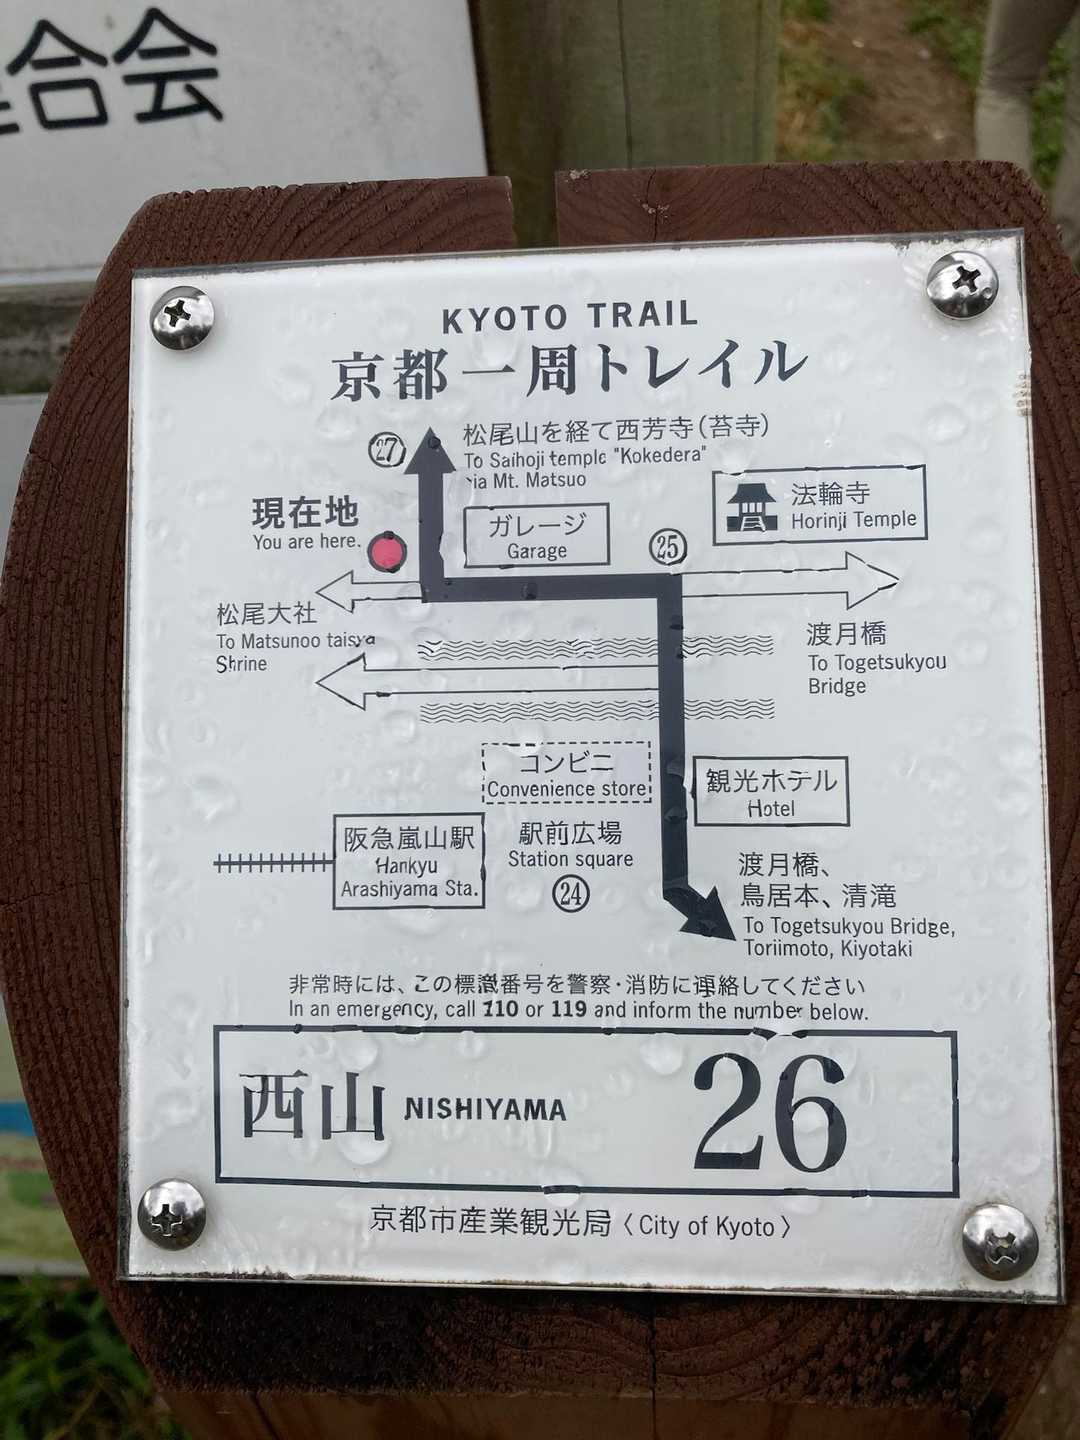 合会
KYOTO TRAIL
京都一周トレイル
27
松尾山を経て西芳寺(苔寺)
To Saihoji temple "Kokedera"
via Mt. Matsuo
現在地
You are here.
ガレージ
Garage
25
法輪寺
Horinji Temple
松尾大社
To Matsunoo taisya
Shrine
渡月橋
To Togetsukyou
Bridge
コンビニ
Convenience store
観光ホテル
Hotel
阪急嵐山駅
Hankyu
Arashiyama Sta.
駅前広場
Station square
24
渡月橋、
鳥居本、清滝
To Togetsukyou Bridge,
Toriimoto, Kiyotaki
非常時には、この標識番号を警察・消防に連絡してください
In an emergency, call 110 or 119 and inform the number below.
西山 NISHIYAMA 26
京都市産業観光局〈City of Kyoto〉